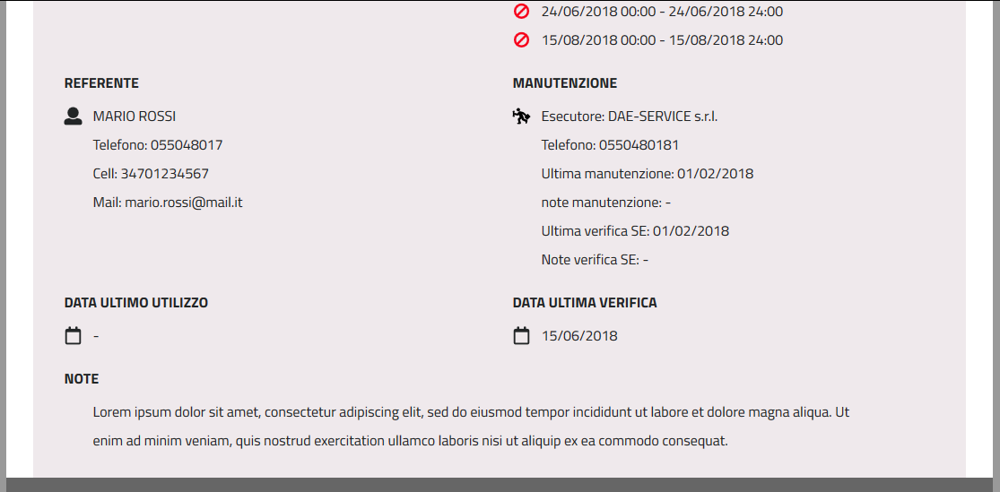 24/06/2018 00:00 - 24/06/2018 24:00
15/08/2018 00:00 - 15/08/2018 24:00
REFERENTE
MARIO ROSSI
Telefono: 055048017
Cell: 34701234567
Mail: mario.rossi@mail.it
MANUTENZIONE
Esecutore: DAE-SERVICE s.r.l.
Telefono: 0550480181
Ultima manutenzione: 01/02/2018
note manutenzione: -
Ultima verifica SE: 01/02/2018
Note verifica SE: -
DATA ULTIMO UTILIZZO
-
DATA ULTIMA VERIFICA
15/06/2018
NOTE
Lorem ipsum dolor sit amet, consectetur adipiscing elit, sed do eiusmod tempor incididunt ut labore et dolore magna aliqua. Ut
enim ad minim veniam, quis nostrud exercitation ullamco laboris nisi ut aliquip ex ea commodo consequat.